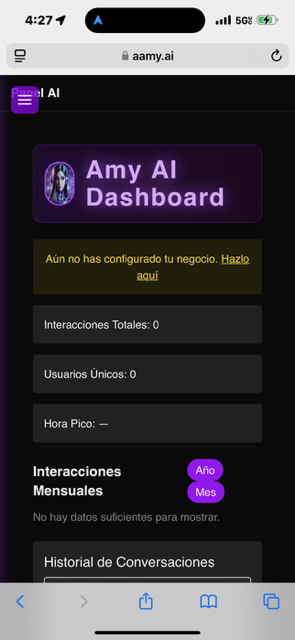 4:27
5G
aamy.ai
Panel AI
Amy AI
Dashboard
Aún no has configurado tu negocio. Hazlo
aquí
Interacciones Totales: 0
Usuarios Únicos: 0
Hora Pico: —
Interacciones
Mensuales
Año
Mes
No hay datos suficientes para mostrar.
Historial de Conversaciones